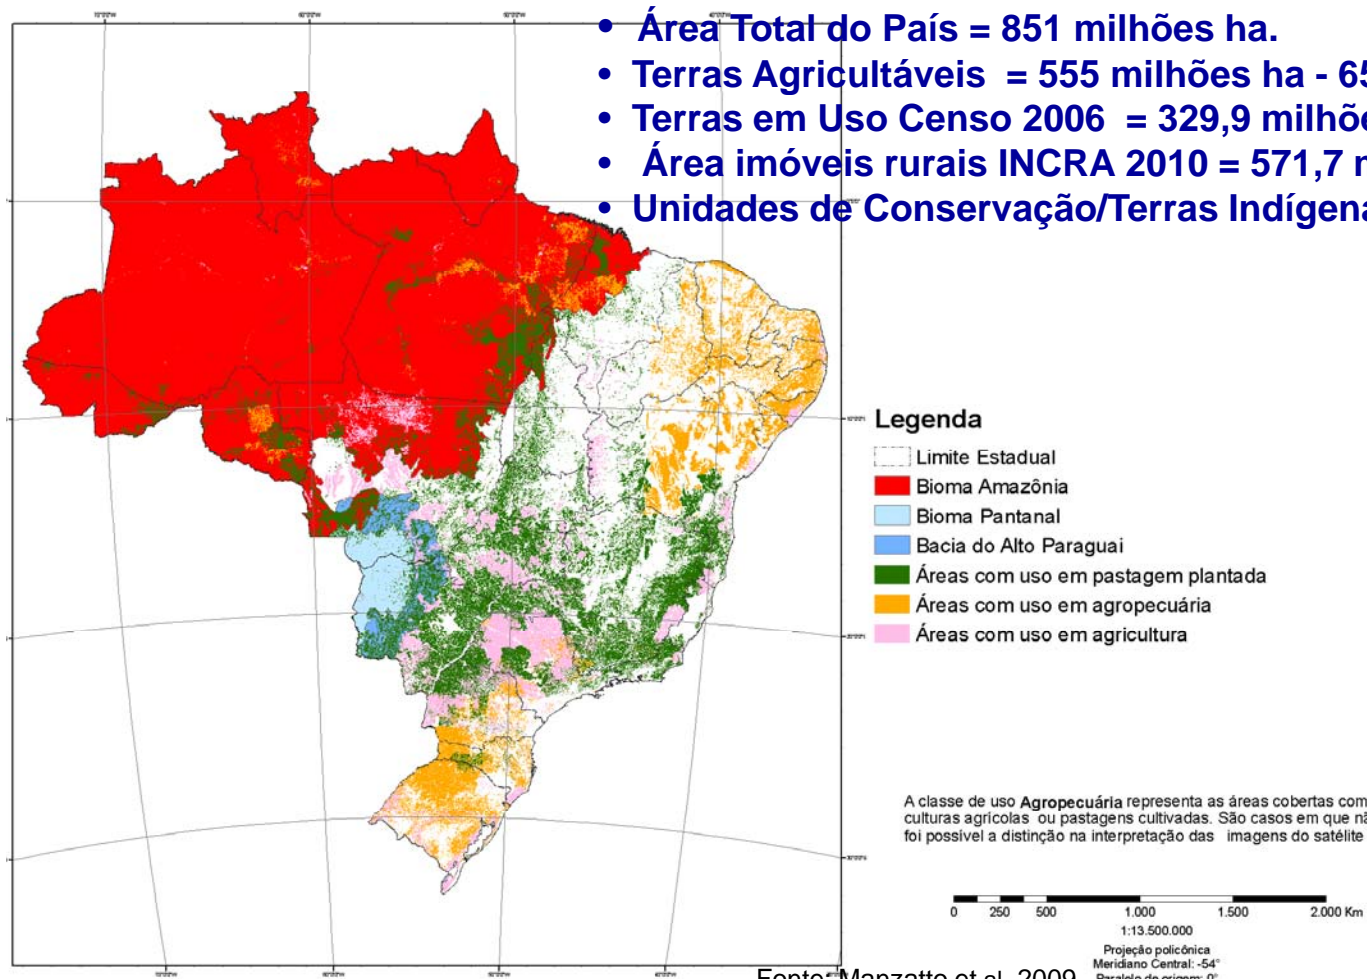 • Área Total do País = 851 milhões ha.
• Terras Agricultáveis = 555 milhões ha - 65
• Terras em Uso Censo 2006 = 329,9 milhõe
• Área imóveis rurais INCRA 2010 = 571,7 m
• Unidades de Conservação/Terras Indígena
Legenda
Limite Estadual
Bioma Amazônia
Bioma Pantanal
Bacia do Alto Paraguai
Áreas com uso em pastagem plantada
Áreas com uso em agropecuária
Áreas com uso em agricultura
A classe de uso Agropecuária representa as áreas cobertas com
culturas agrícolas ou pastagens cultivadas. São casos em que nã
foi possível a distinção na interpretação das imagens do satélite
0 250 500 1.000 1.500 2.000 Km
1:13.500.000
Projeção policônica
Meridiano Central: -54°
Paralelo de origem: 0°
Fonte: Manzatto et al, 2009